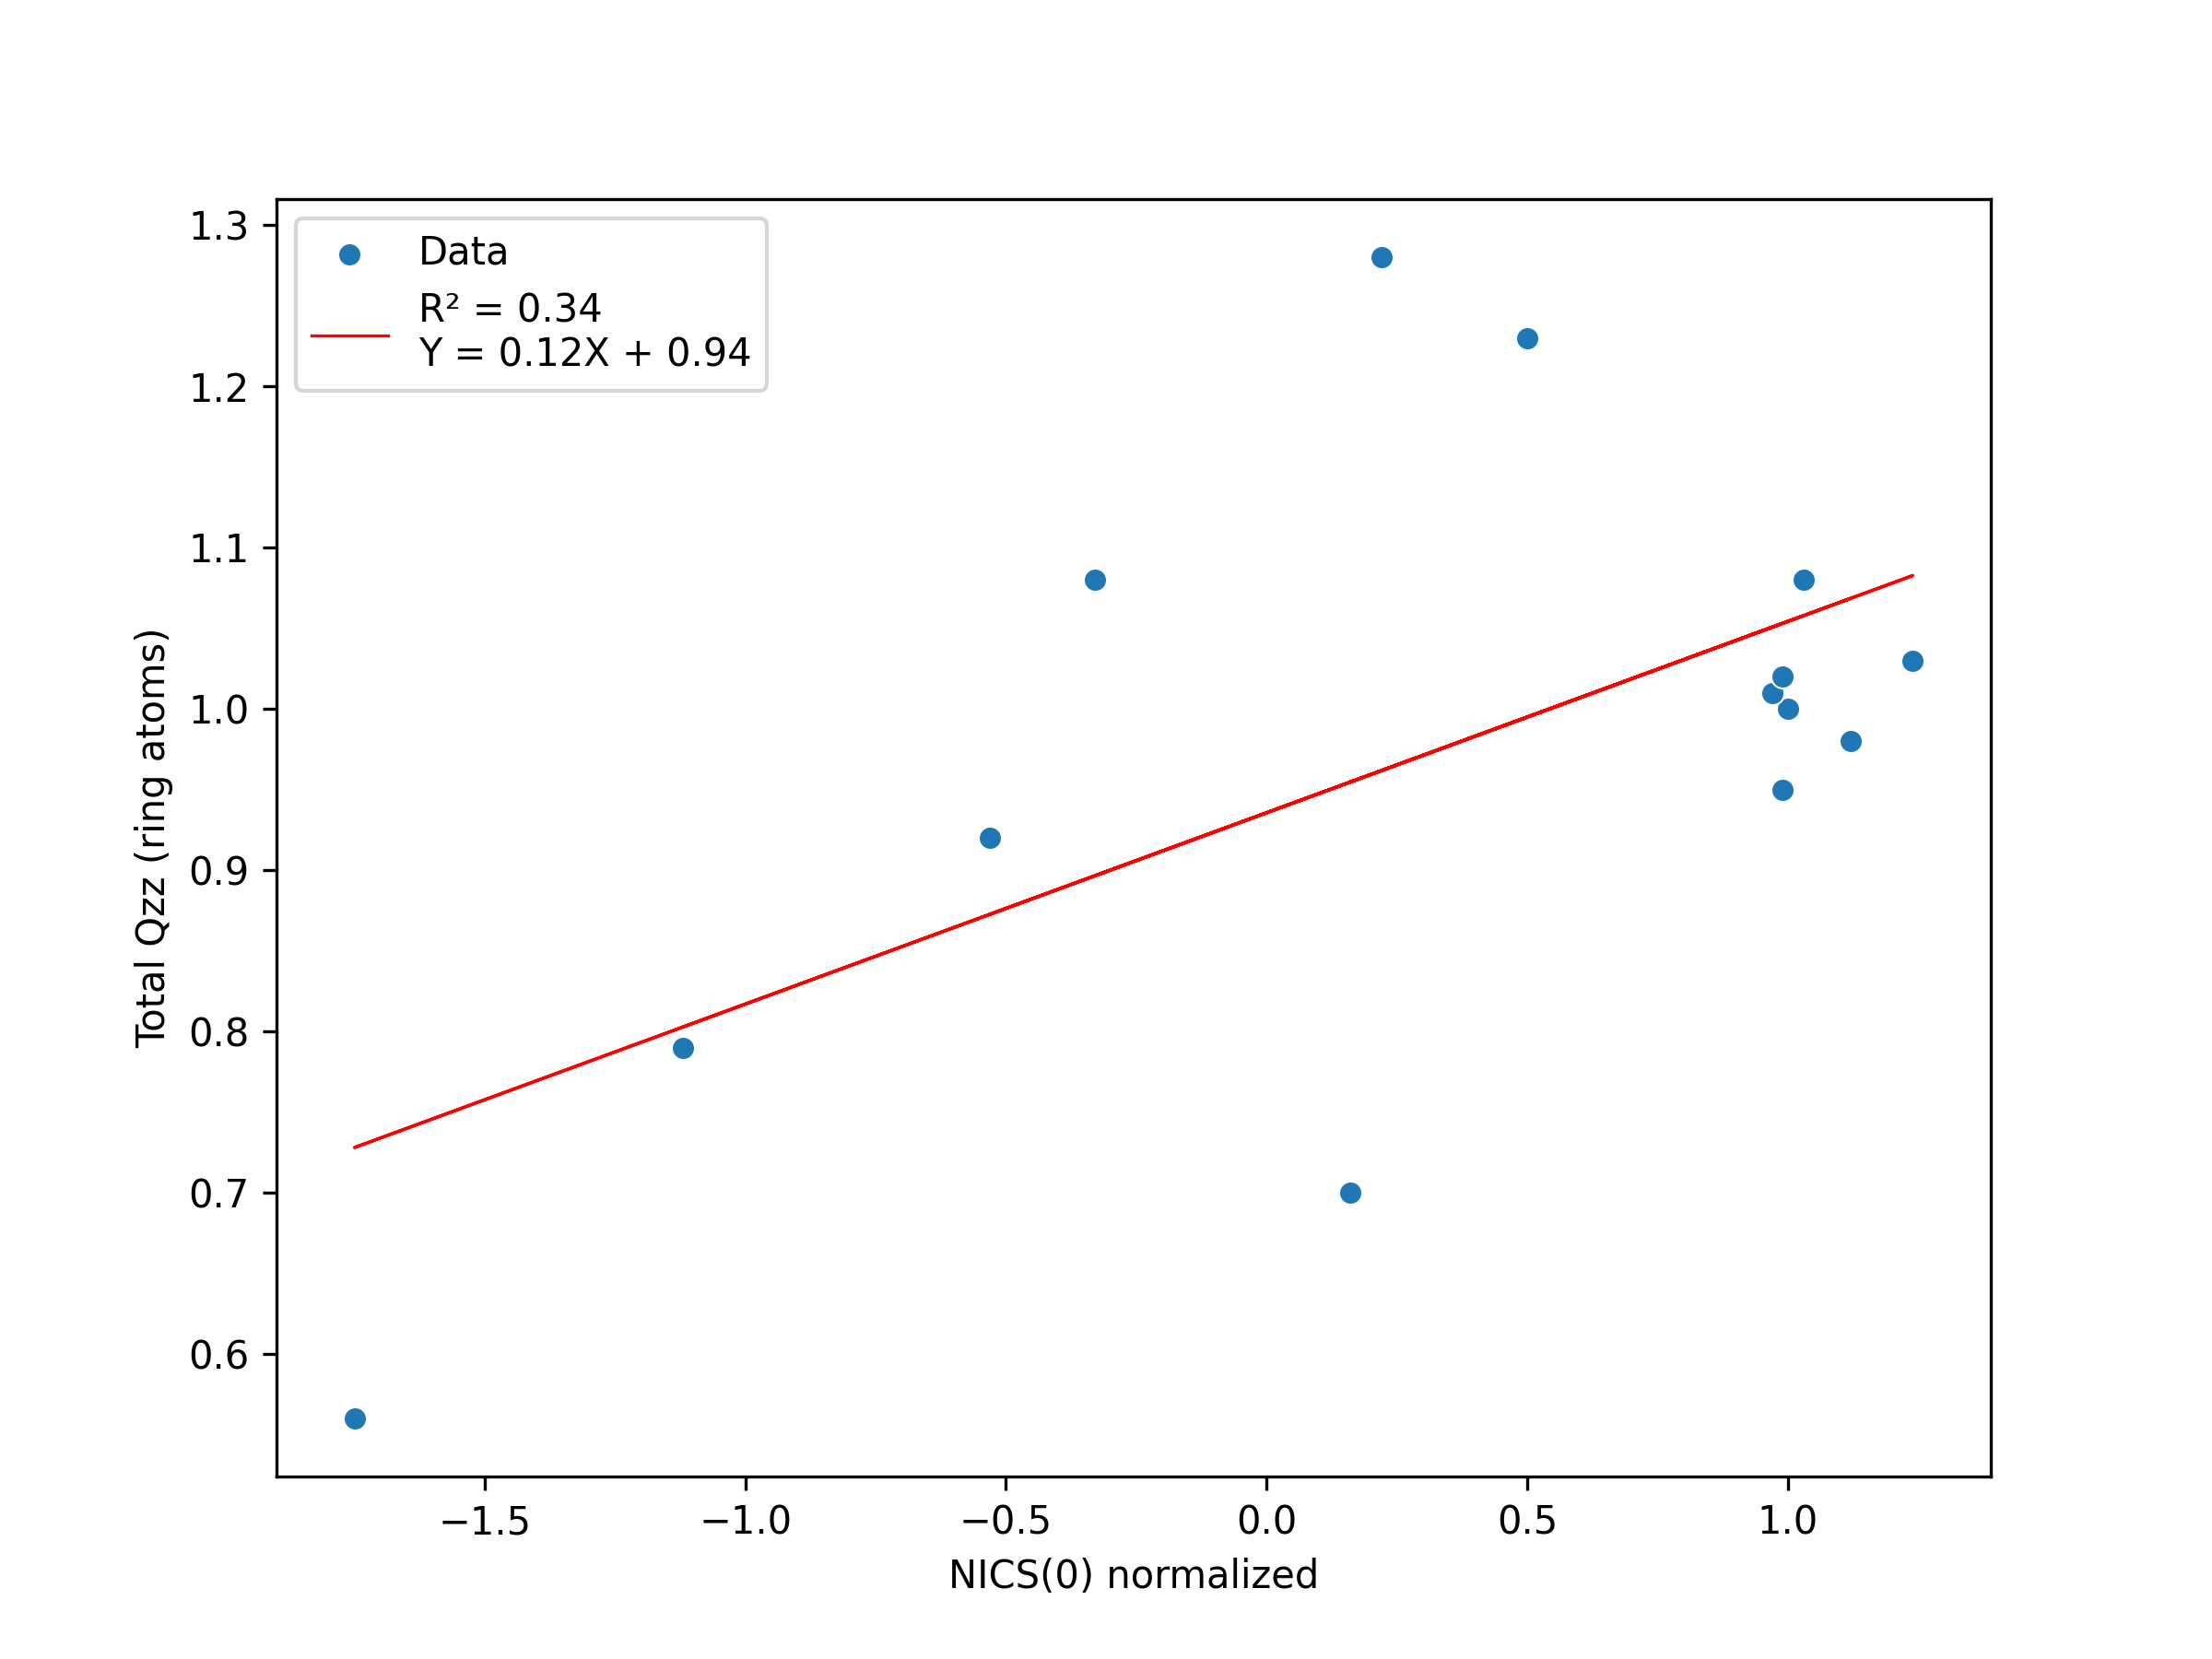 Data
R² = 0.34
Y = 0.12X + 0.94
1.3
1.2
1.1
1.0
0.9
0.8
0.7
0.6
Total Qzz (ring atoms)
−1.5 −1.0 −0.5 0.0 0.5 1.0
NICS(0) normalized